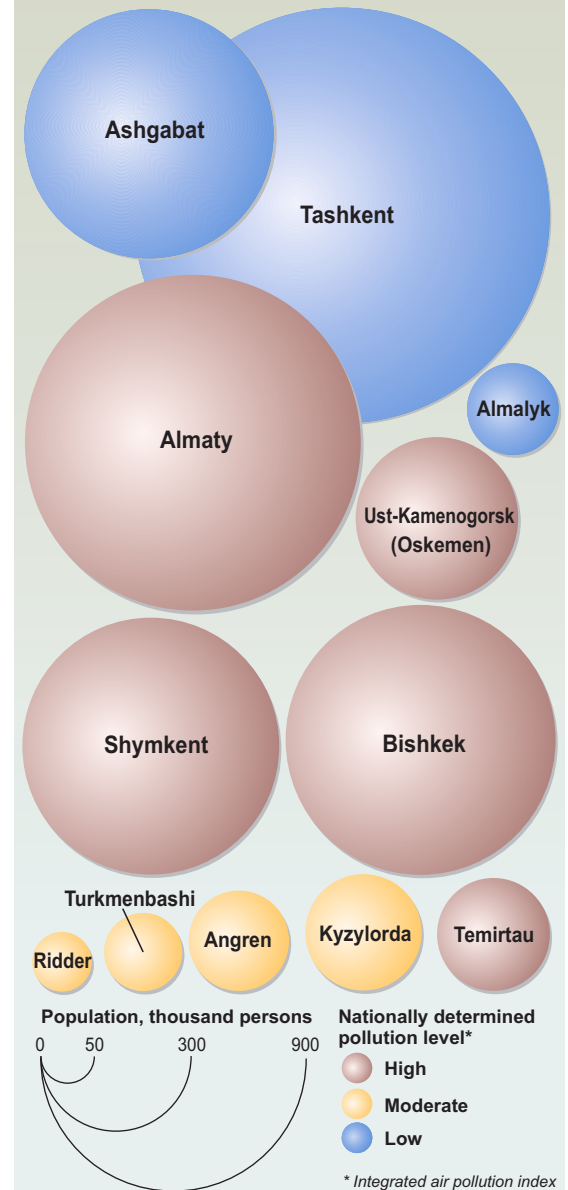 Ashgabat
Tashkent
Almaty
Almalyk
Ust-Kamenogorsk
(Oskemen)
Shymkent
Bishkek
Turkmenbashi
Ridder
Angren
Kyzylorda
Temirtau
Population, thousand persons
0 50 300 900
Nationally determined
pollution level*
High
Moderate
Low
* Integrated air pollution index